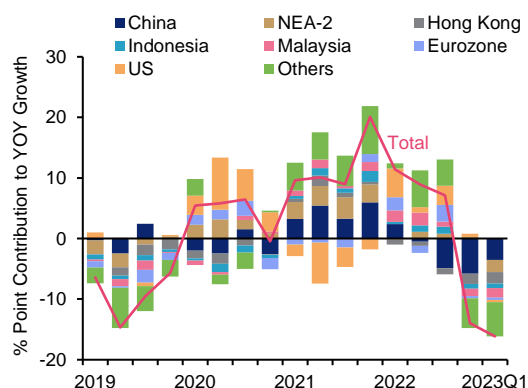 China NEA-2 Hong Kong
Indonesia Malaysia Eurozone
US Others
% Point Contribution to YOY Growth
30
20
10
0
-10
-20
Total
2019 2020 2021 2022 2023Q1